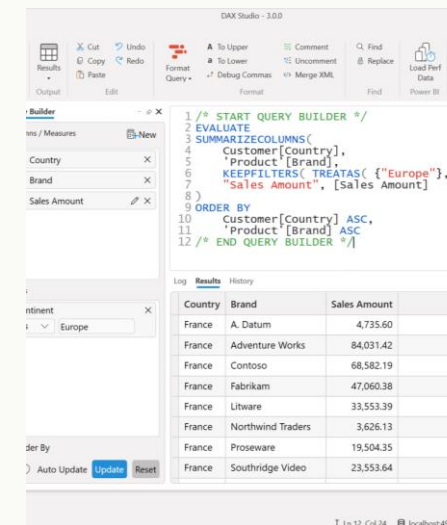 DAX Studio - 3.0.0
Results
Output
Cut
Copy
Paste
Undo
Redo
Edit
Format
Query
To Upper
To Lower
Debug Commas
Comment
Uncomment
Merge XML
Format
Find
Replace
Find
Load Perf
Data
Power BI
Builder
/ Measures
New
Country
Brand
Sales Amount
Europe
By
Auto Update
Update
Reset
1 /* START QUERY BUILDER */
2 EVALUATE
3 SUMMARIZECOLUMNS(
4 Customer[Country],
5 'Product'[Brand],
6 KEEPFILTERS( TREATAS( {"Europe"},
7 "Sales Amount", [Sales Amount]
8 )
9 ORDER BY
10 Customer[Country] ASC,
11 'Product'[Brand] ASC
12 /* END QUERY BUILDER */
Log Results History
Country Brand Sales Amount
France A. Datum 4,735.60
France Adventure Works 84,031.42
France Contoso 68,582.19
France Fabrikam 47,060.38
France Litware 33,553.39
France Northwind Traders 3,626.13
France Proseware 19,504.35
France Southridge Video 23,553.64
Ln 12, Col 24